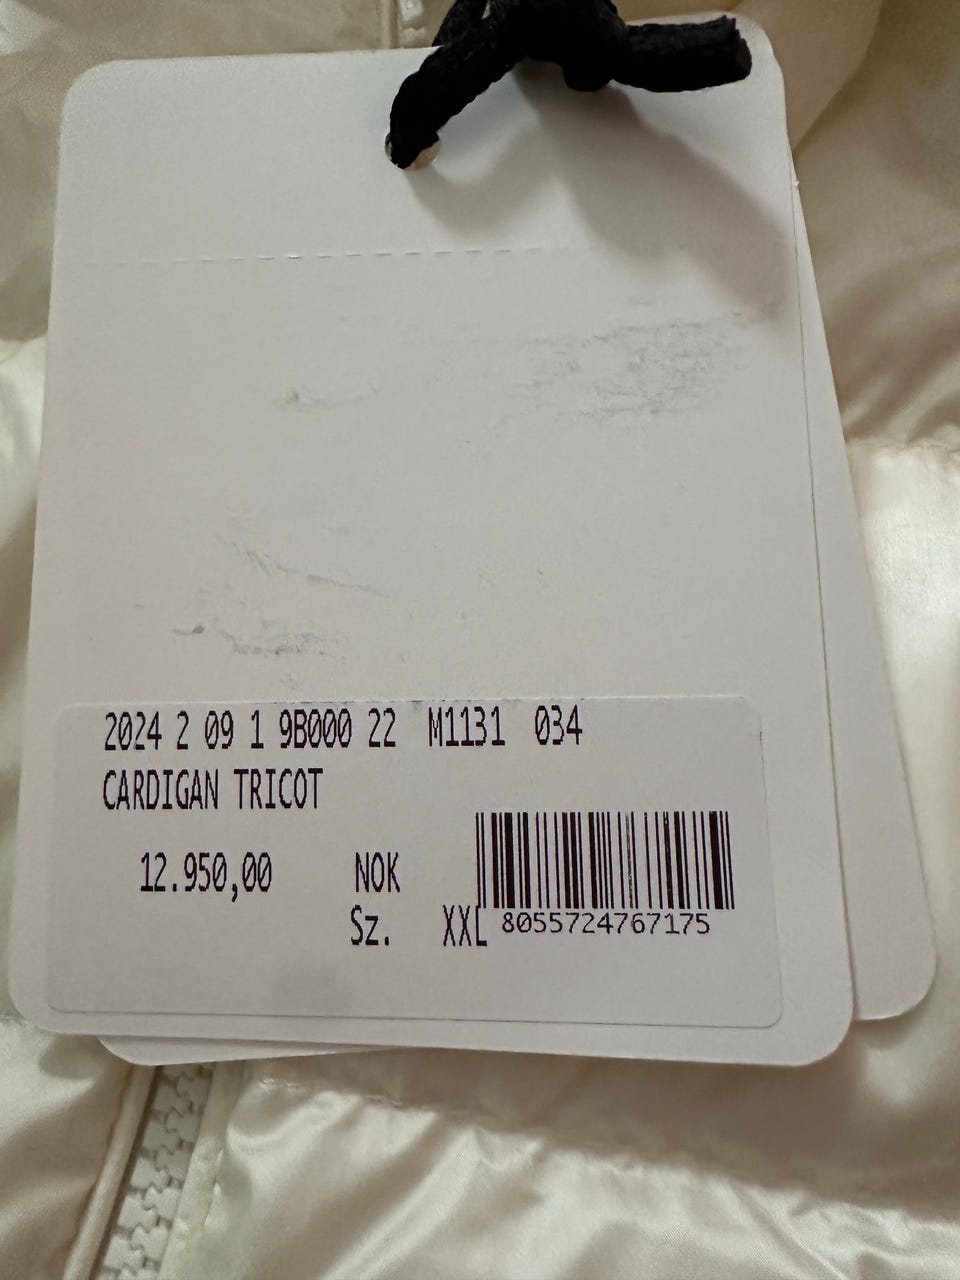 2024 2 09 1 9B000 22 M1131 034
CARDIGAN TRICOT
12.950,00 NOK
Sz. XXL 8055724767175